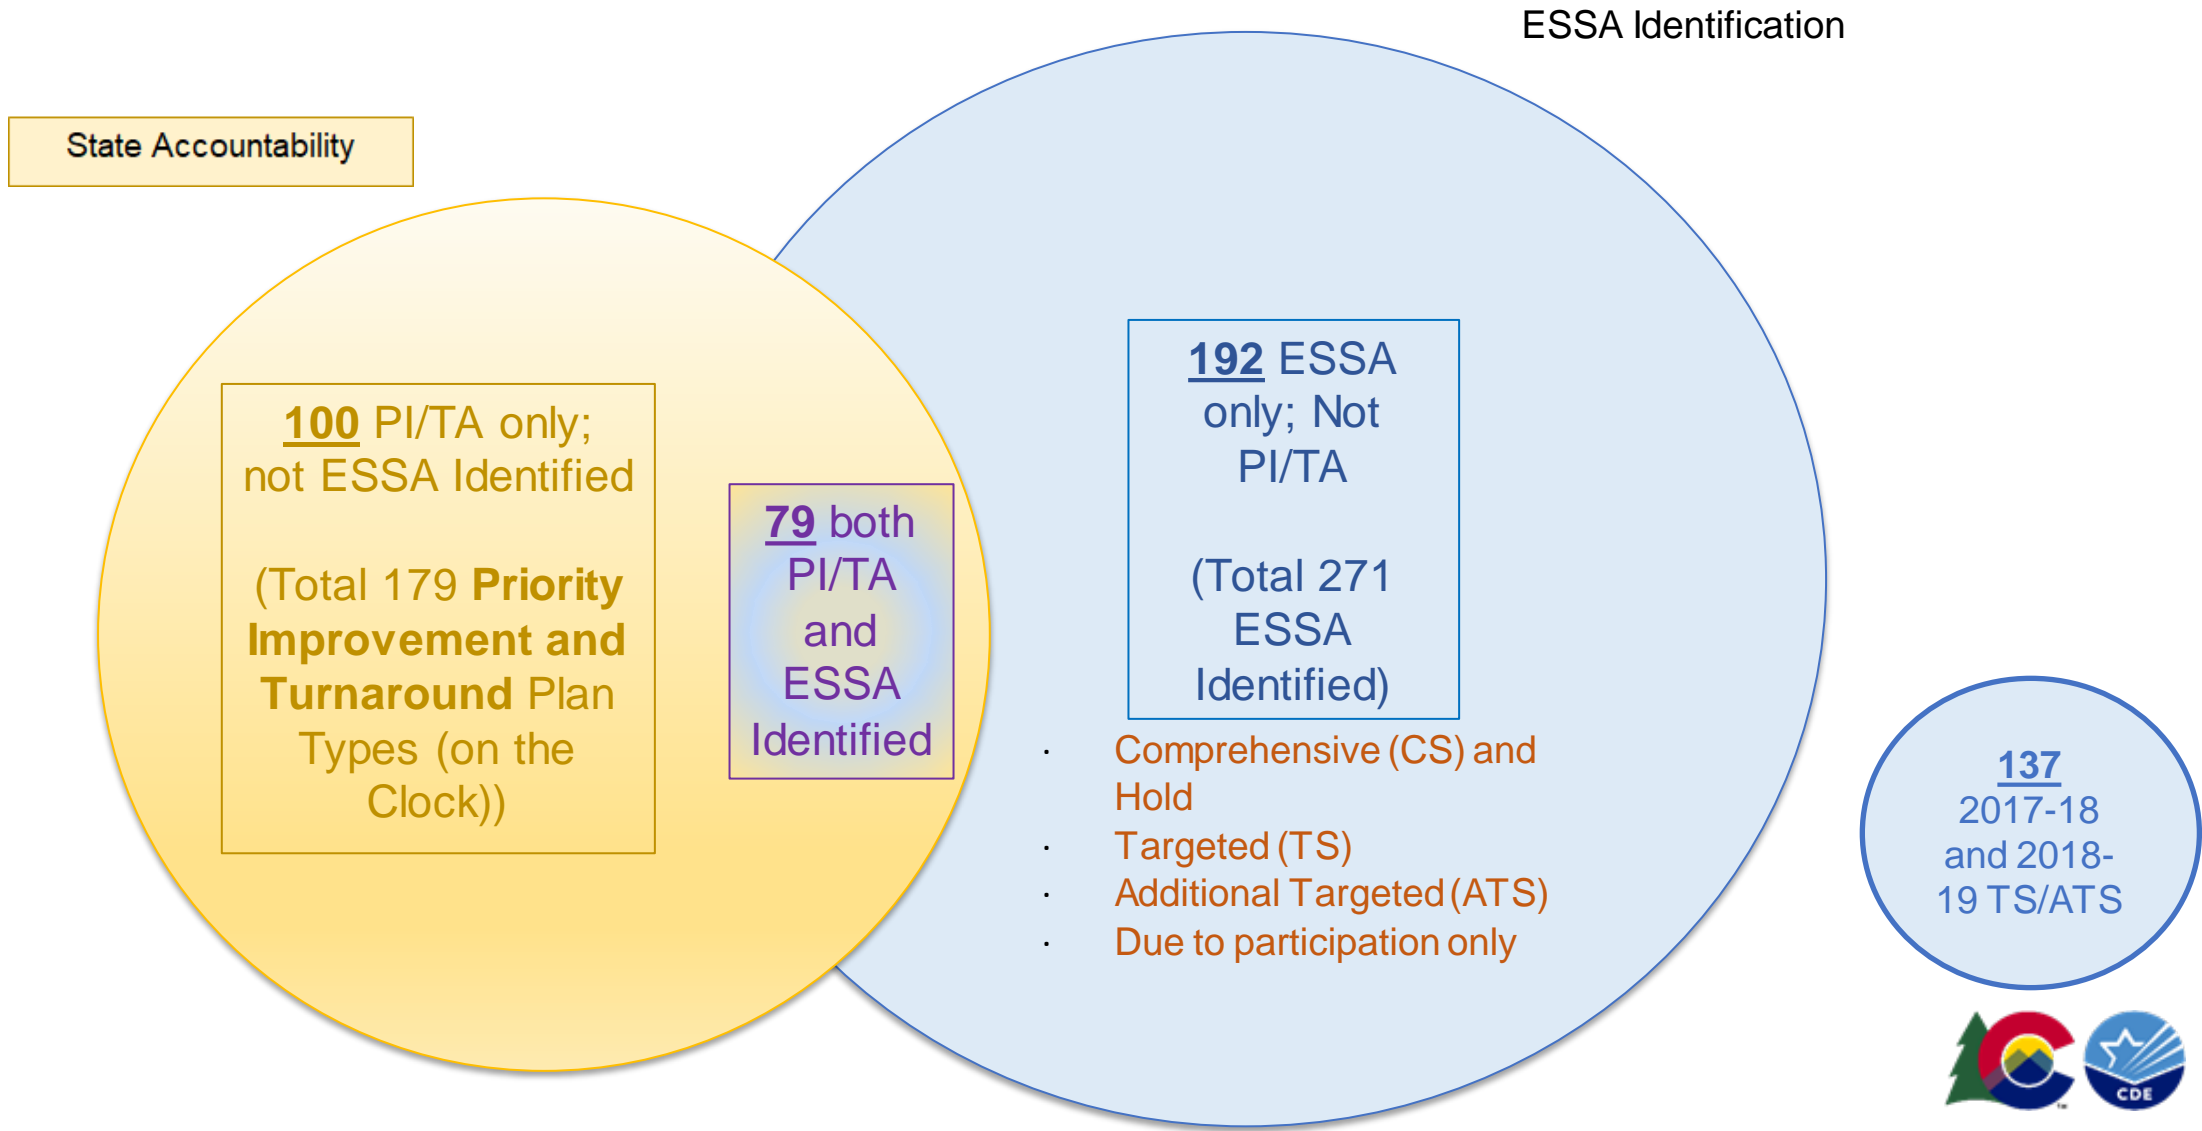 ESSA Identification
State Accountability
100 PI/TA only;
not ESSA Identified
(Total 179 Priority
Improvement and
Turnaround Plan
Types (on the
Clock))
79 both
PI/TA
and
ESSA
Identified
192 ESSA
only; Not
PI/TA
(Total 271
ESSA
Identified)
· Comprehensive (CS) and
Hold
· Targeted (TS)
· Additional Targeted (ATS)
· Due to participation only
137
2017-18
and 2018-
19 TS/ATS
CDE